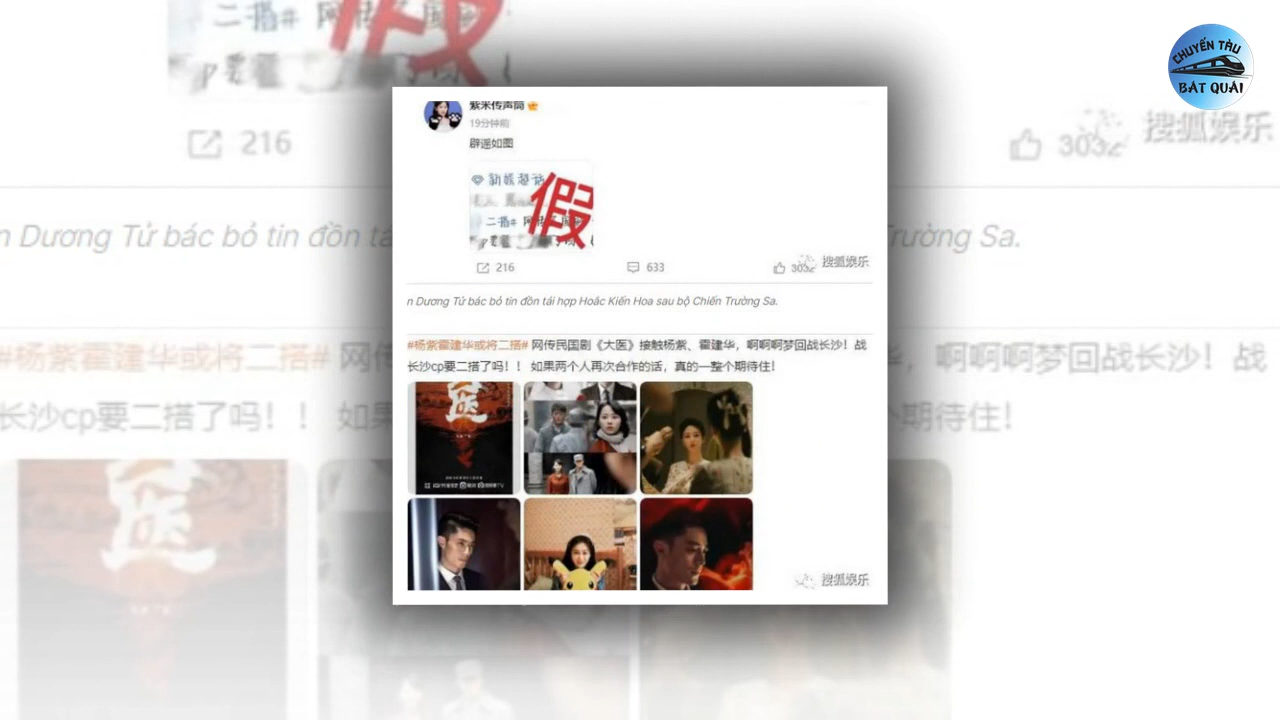 CHUYẾN TÀU
BÁT QUÁI
紫米传声筒
19分钟前
辟谣如图
假
二搭#
216
633
搜狐娱乐
n Dương Tử bác bỏ tin đồn tái hợp Hoắc Kiến Hoa sau bộ Chiến Trường Sa.
#杨紫霍建华或将二搭# 网传民国剧《大医》接触杨紫、霍建华，啊啊啊梦回战长沙！战
长沙cp要二搭了吗！！ 如果两个人再次合作的话，真的一整个期待住！
医
搜狐娱乐